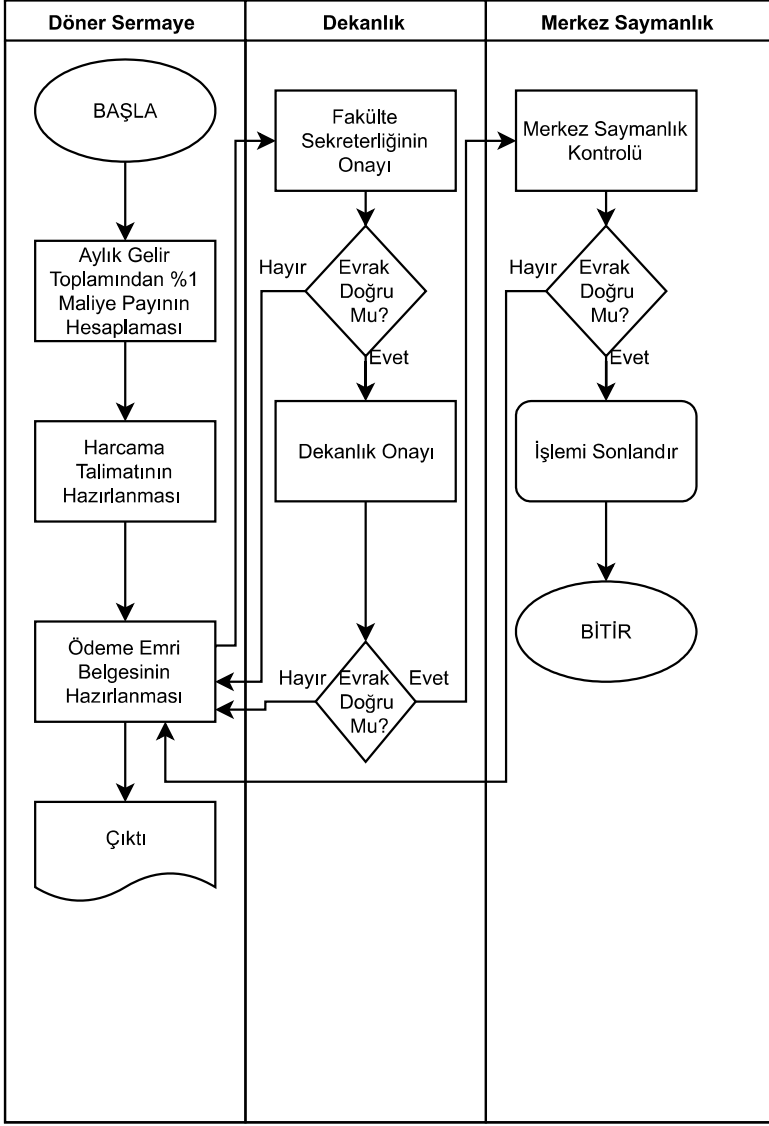 Döner Sermaye
Dekanlık
Merkez Saymanlık
BAŞLA
Aylık Gelir
Toplamından %1
Maliye Payının
Hesaplaması
Harcama
Talimatının
Hazırlanması
Ödeme Emri
Belgesinin
Hazırlanması
Çıktı
Fakülte
Sekreterliğinin
Onayı
Hayır
Evrak
Doğru
Mu?
Evet
Dekanlık Onayı
Hayır
Evrak
Doğru
Mu?
Evet
Merkez Saymanlık
Kontrolü
Hayır
Evrak
Doğru
Mu?
Evet
İşlemi Sonlandır
BİTİR